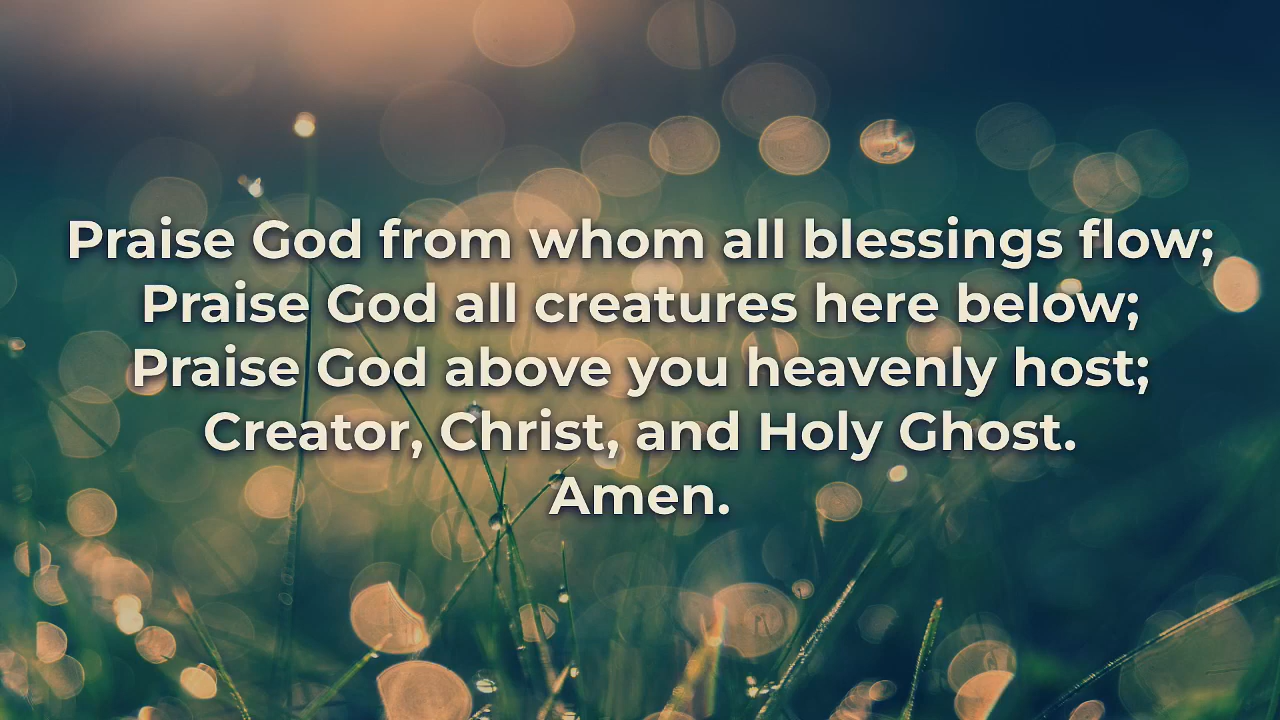 Praise God from whom all blessings flow;
Praise God all creatures here below;
Praise God above you heavenly host;
Creator, Christ, and Holy Ghost.
Amen.